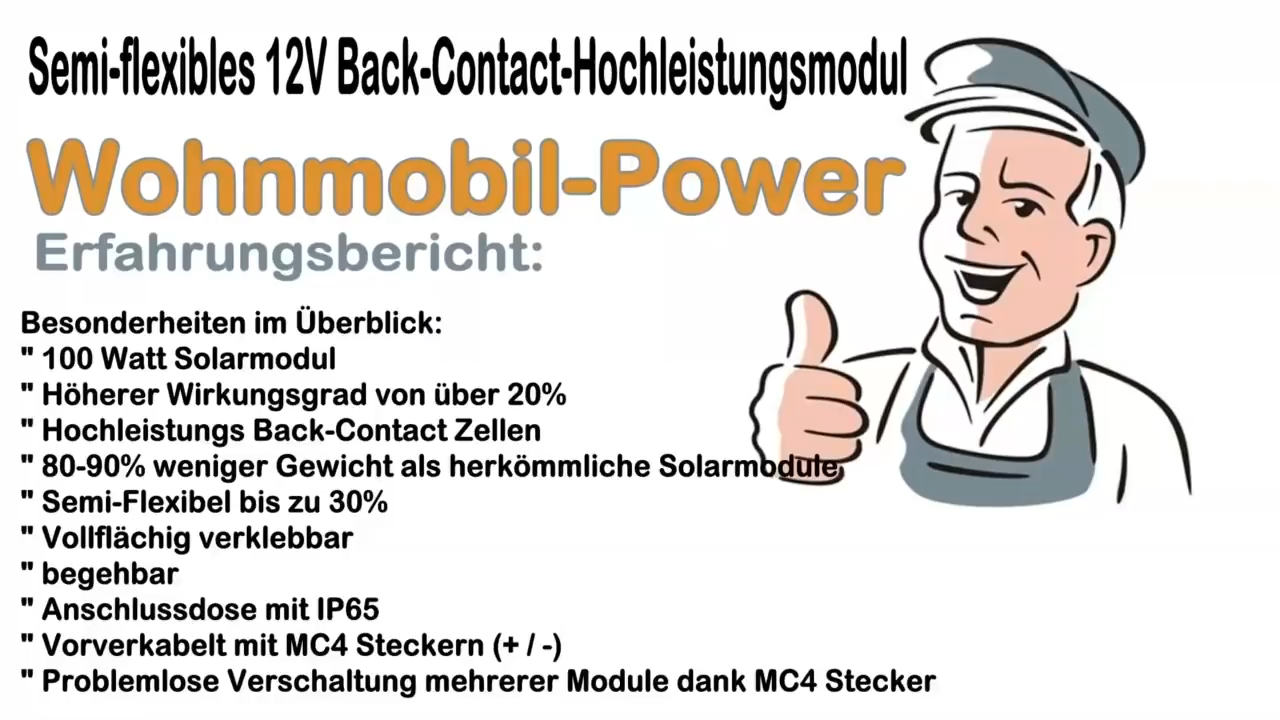 Semi-flexibles 12V Back-Contact-Hochleistungsmodul
Wohnmobil-Power
Erfahrungsbericht:
Besonderheiten im Überblick:
" 100 Watt Solarmodul
" Höherer Wirkungsgrad von über 20%
" Hochleistungs Back-Contact Zellen
" 80-90% weniger Gewicht als herkömmliche Solarmodule,
" Semi-Flexibel bis zu 30%
" Vollflächig verklebbar
" begehbar
" Anschlussdose mit IP65
" Vorverkabelt mit MC4 Steckern (+ / -)
" Problemlose Verschaltung mehrerer Module dank MC4 Stecker